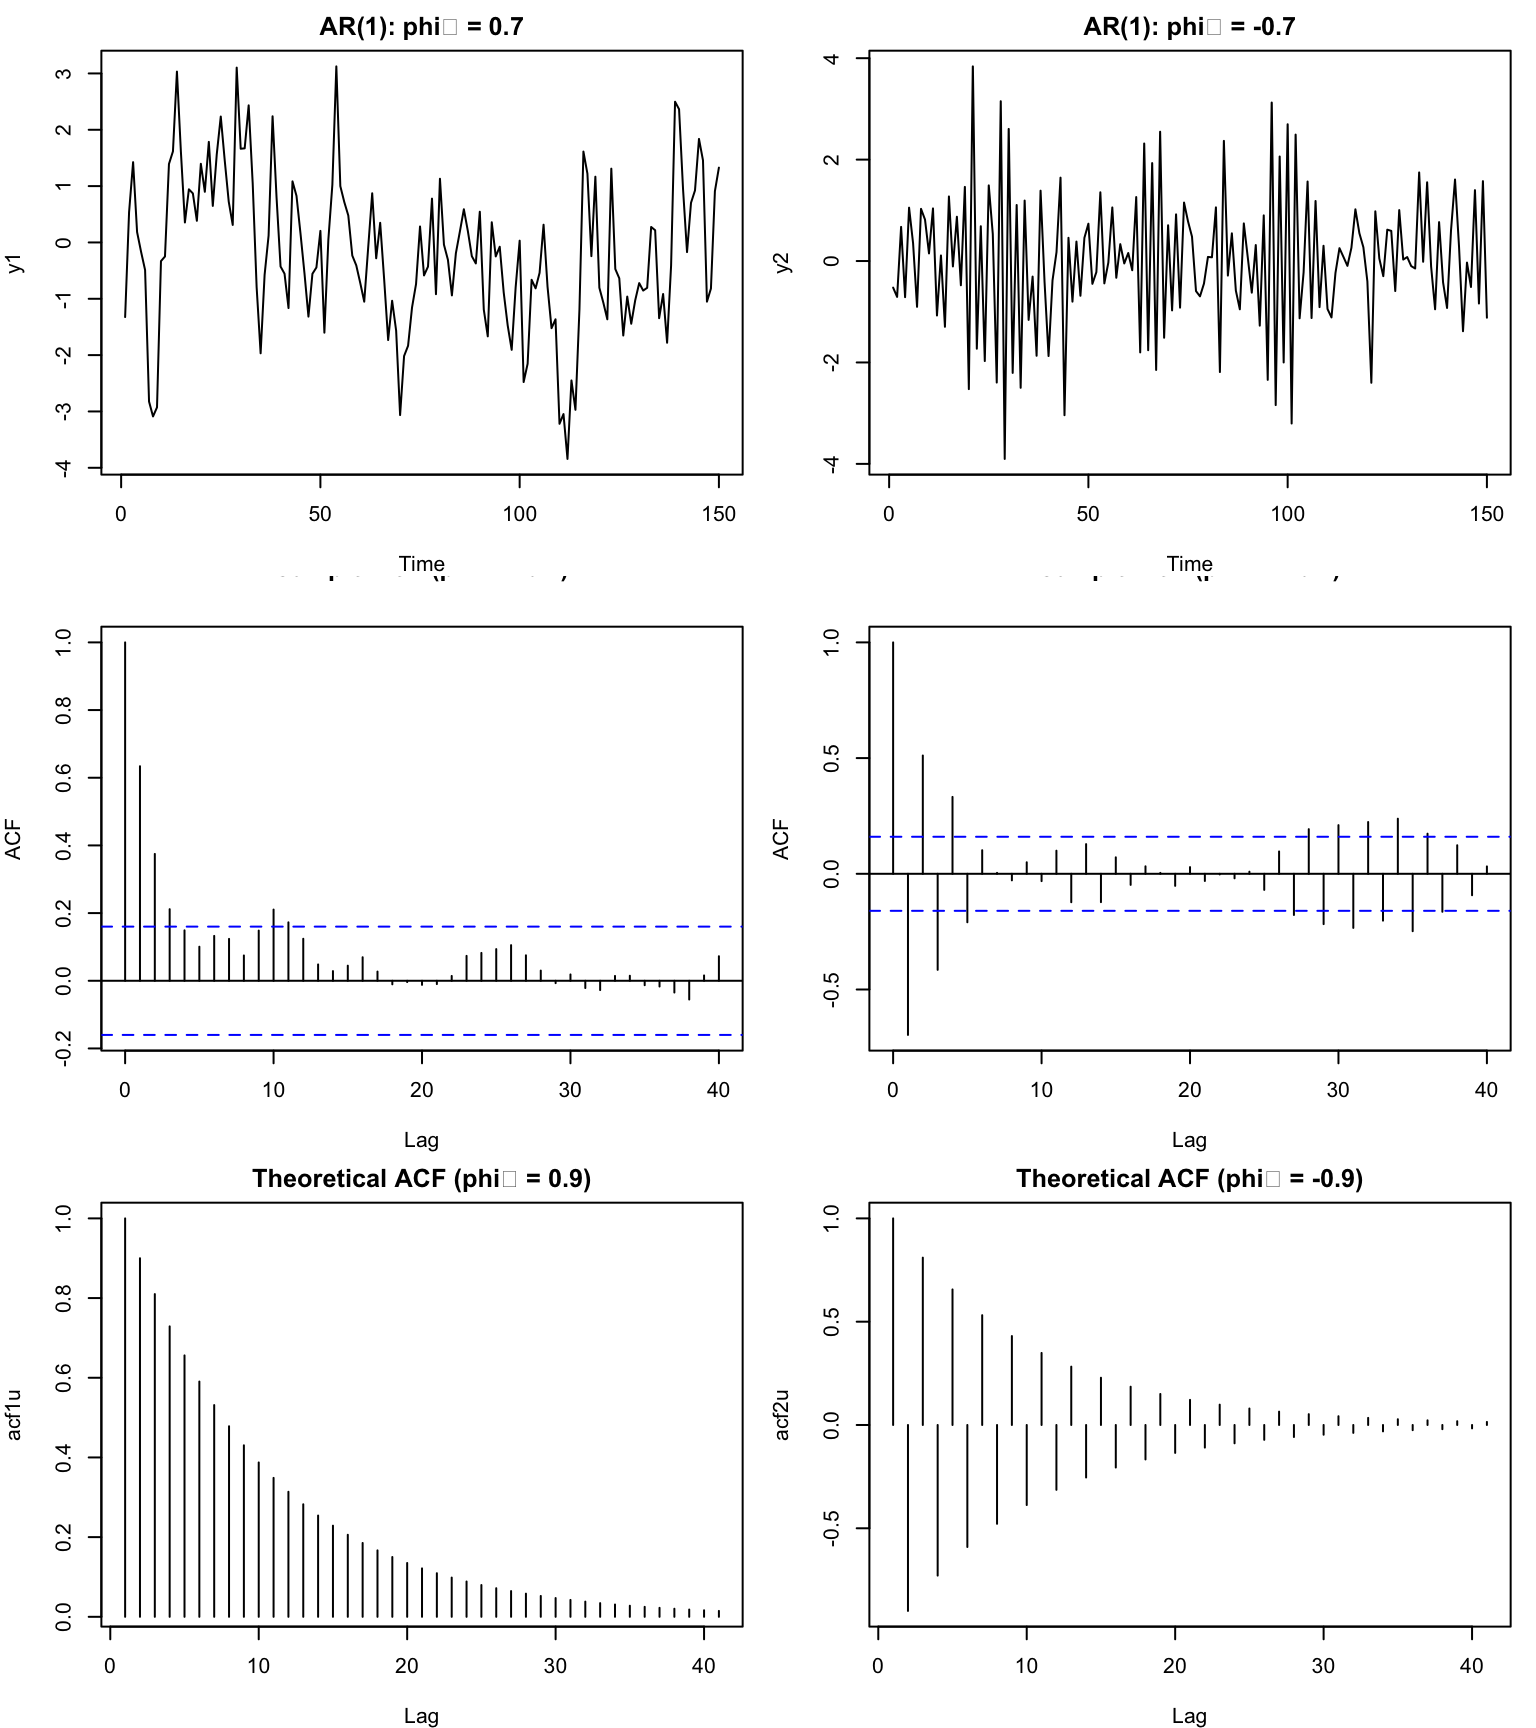 AR(1): phi□ = 0.7
3
2
1
0
-1
-2
-3
-4
y1
0 50 100 150
Time
AR(1): phi□ = -0.7
4
2
0
-2
-4
y2
0 50 100 150
Time
1.0
0.8
0.6
0.4
0.2
0.0
-0.2
ACF
0 10 20 30 40
Lag
1.0
0.5
0.0
-0.5
ACF
0 10 20 30 40
Lag
Theoretical ACF (phi□ = 0.9)
1.0
0.8
0.6
0.4
0.2
0.0
acf1u
0 10 20 30 40
Lag
Theoretical ACF (phi□ = -0.9)
1.0
0.5
0.0
-0.5
acf2u
0 10 20 30 40
Lag